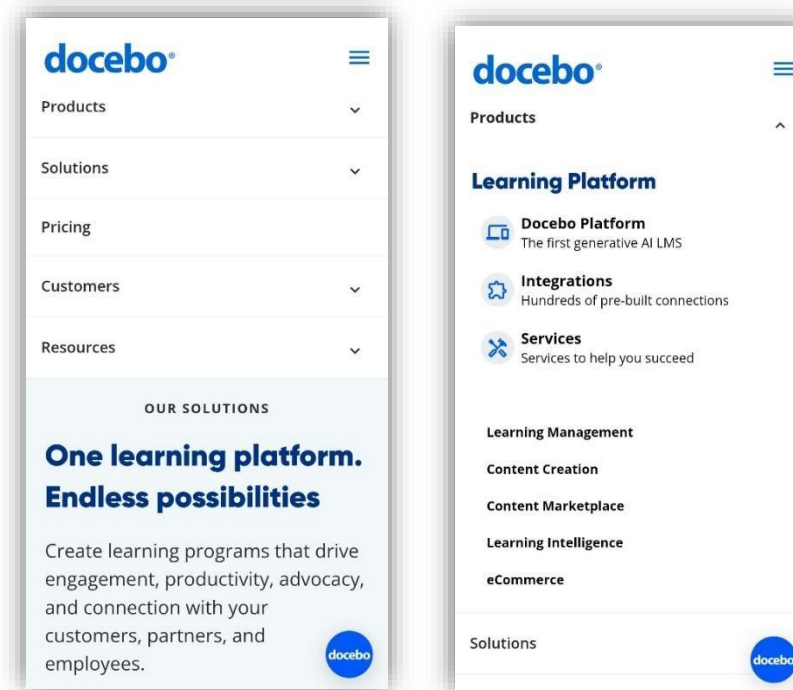 docebo®
Products
Solutions
Pricing
Customers
Resources
OUR SOLUTIONS
One learning platform.
Endless possibilities
Create learning programs that drive
engagement, productivity, advocacy,
and connection with your
customers, partners, and
employees.
docebo
docebo®
Products
Learning Platform
Docebo Platform
The first generative AI LMS
Integrations
Hundreds of pre-built connections
Services
Services to help you succeed
Learning Management
Content Creation
Content Marketplace
Learning Intelligence
eCommerce
Solutions
docebo